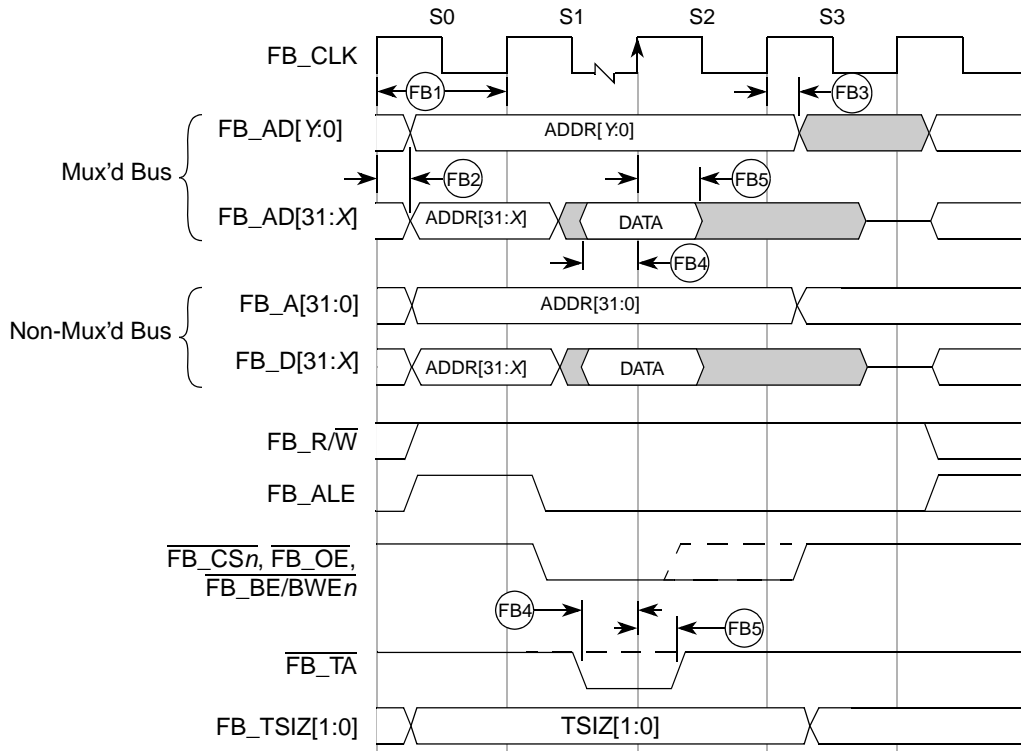 S0 S1 S2 S3
FB_CLK
FB1 FB3
FB_AD[Y:0] ADDR[Y:0]
Mux'd Bus
FB2 FB5
FB_AD[31:X] ADDR[31:X] DATA
FB4
FB_A[31:0] ADDR[31:0]
Non-Mux'd Bus
FB_D[31:X] ADDR[31:X] DATA
FB_R/W
FB_ALE
FB_CSn, FB_OE,
FB_BE/BWEn
FB4 FB5
FB_TA
FB_TSIZ[1:0] TSIZ[1:0]